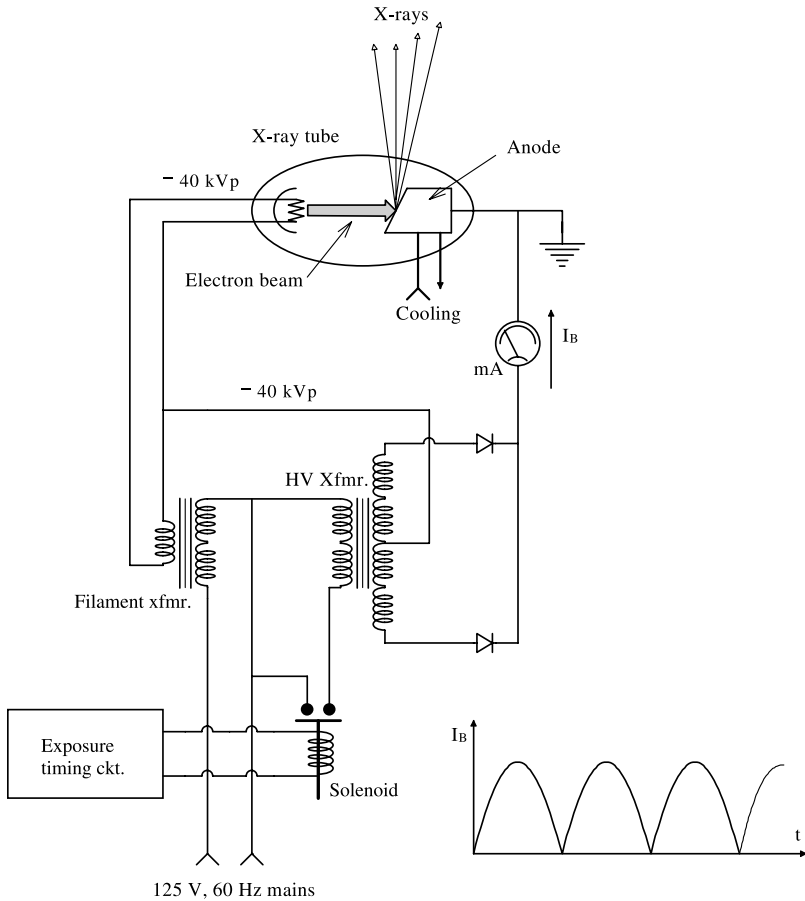 X-rays
X-ray tube
Anode
– 40 kVp
Electron beam
Cooling
I_B
mA
– 40 kVp
HV Xfmr.
Filament xfmr.
Exposure
timing ckt.
Solenoid
I_B
t
125 V, 60 Hz mains